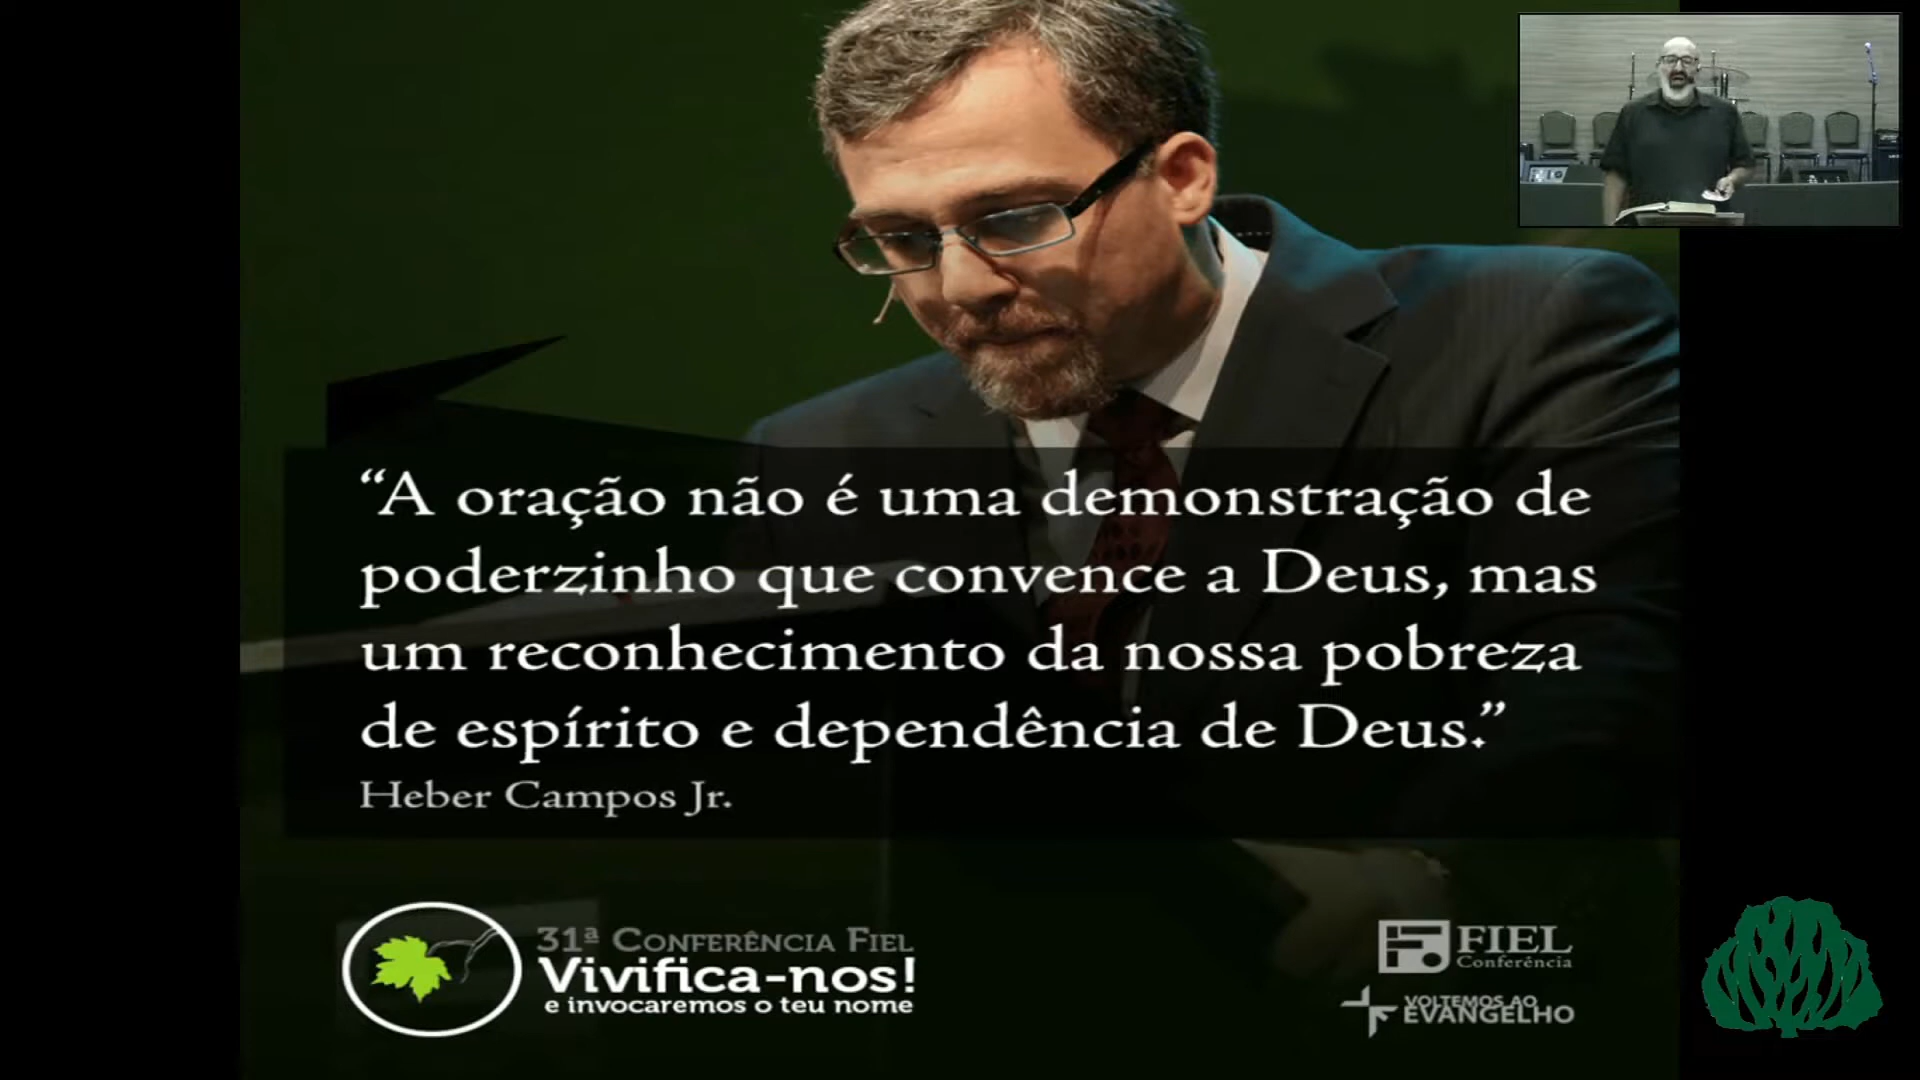 “A oração não é uma demonstração de
poderzinho que convence a Deus, mas
um reconhecimento da nossa pobreza
de espírito e dependência de Deus.”
Heber Campos Jr.
31ª Conferência Fiel
Vivifica-nos!
e invocaremos o teu nome
FIEL
Conferência
VOLTEMOS AO
EVANGELHO